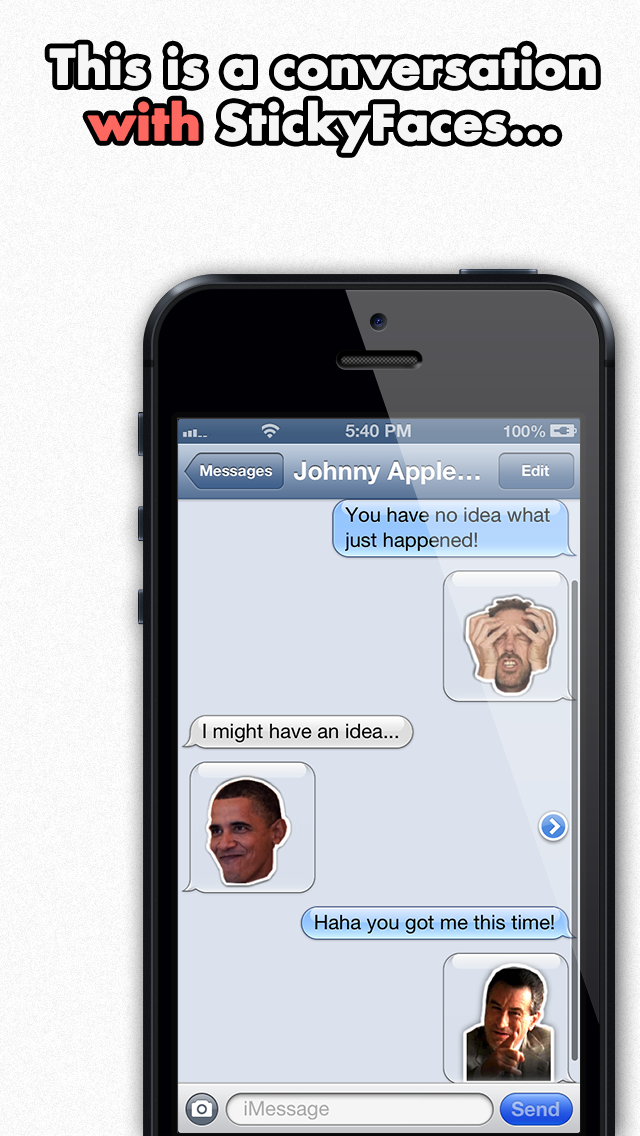 This is a conversation
with StickyFaces...
5:40 PM
100%
Messages
Johnny Apple...
Edit
You have no idea what
just happened!
I might have an idea...
Haha you got me this time!
iMessage
Send